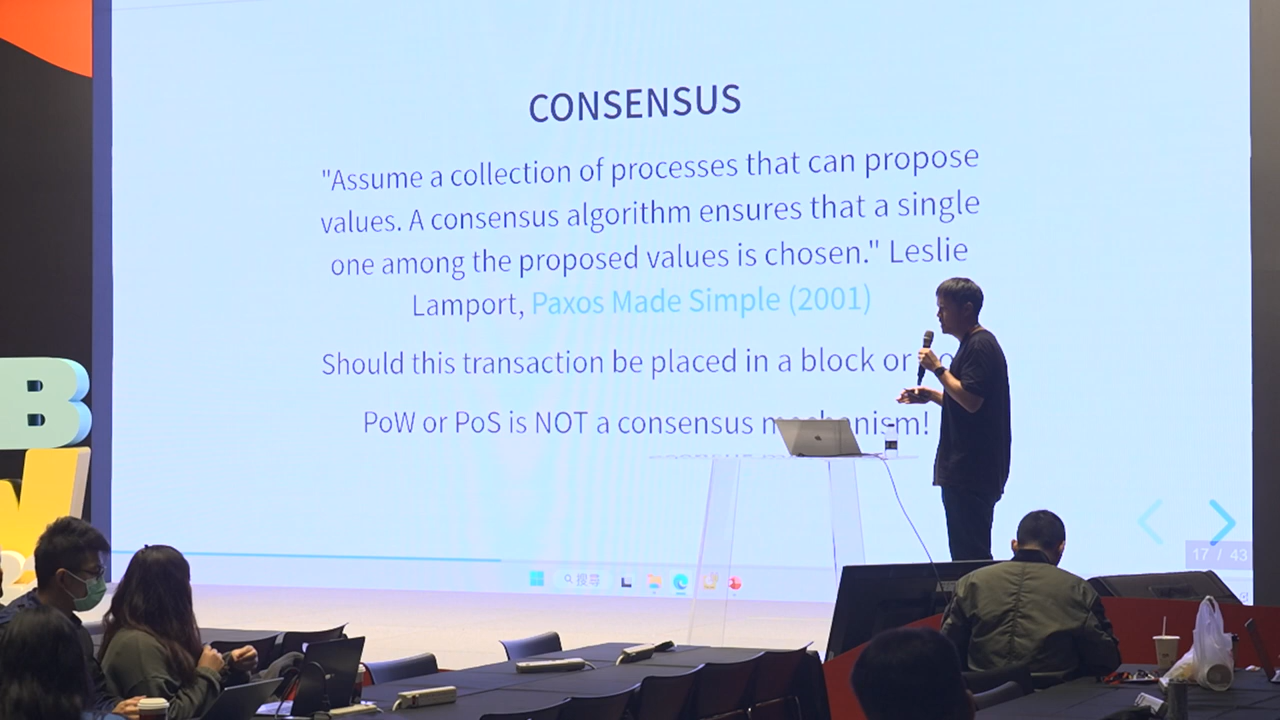 CONSENSUS
"Assume a collection of processes that can propose
values. A consensus algorithm ensures that a single
one among the proposed values is chosen." Leslie
Lamport, Paxos Made Simple (2001)
Should this transaction be placed in a block or
PoW or PoS is NOT a consensus
17 / 43
搜尋
B
W